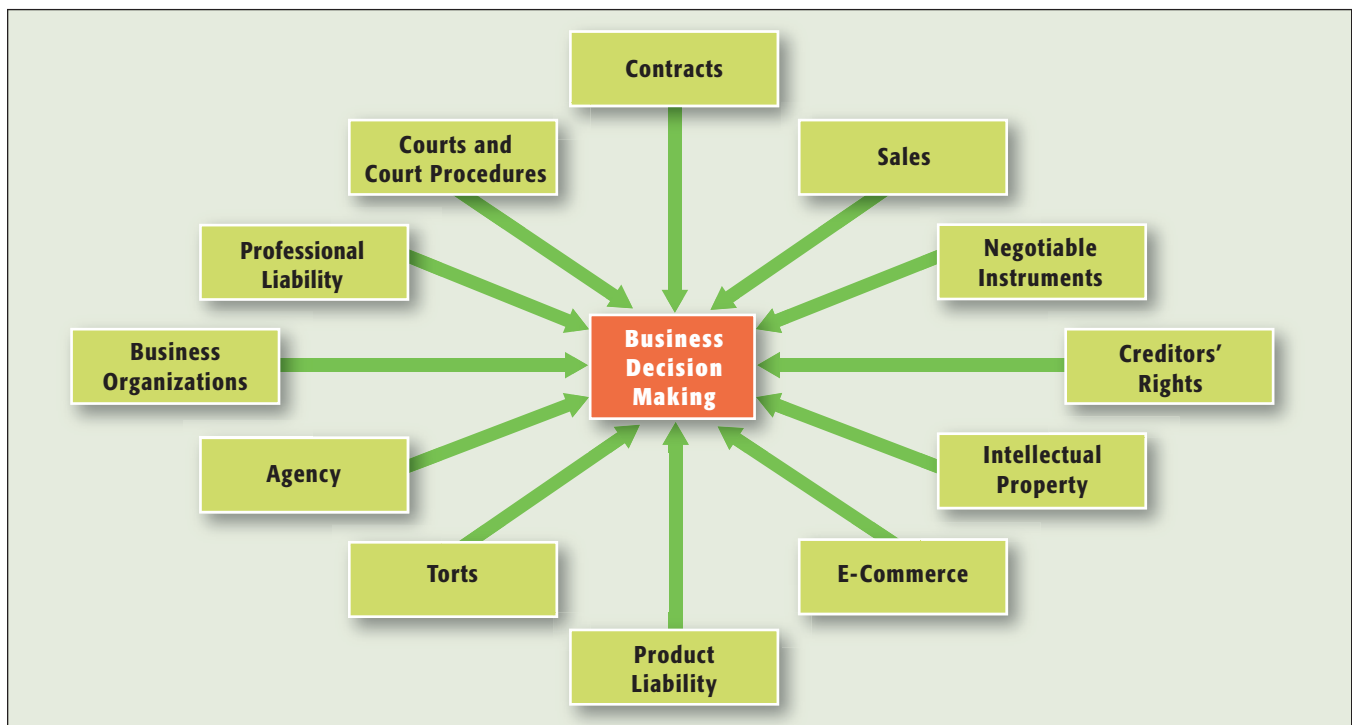 Contracts
Courts and
Court Procedures
Sales
Professional
Liability
Negotiable
Instruments
Business
Organizations
Business
Decision
Making
Creditors’
Rights
Agency
Intellectual
Property
Torts
E-Commerce
Product
Liability